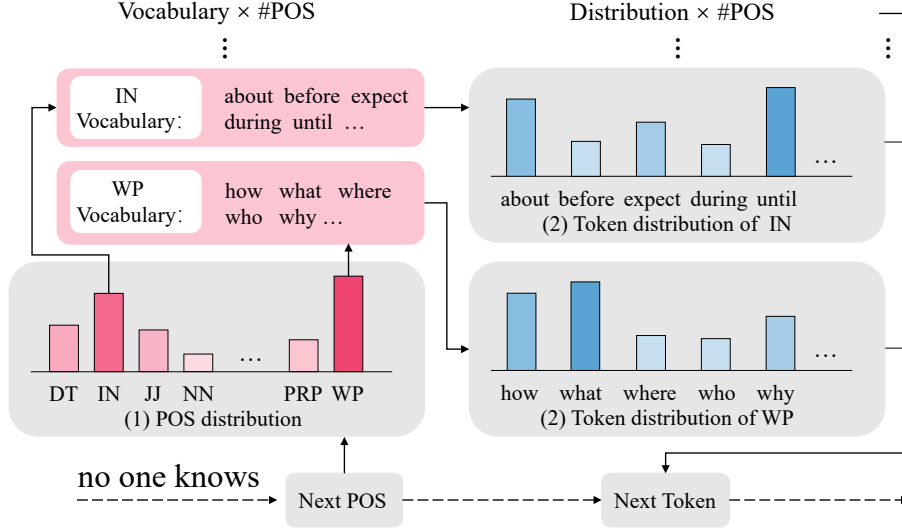 Vocabulary × #POS
Distribution × #POS
⋮
⋮
⋮
IN
Vocabulary:
about before expect
during until …
WP
Vocabulary:
how what where
who why …
…
about before expect during until
(2) Token distribution of IN
…
DT IN JJ NN PRP WP
(1) POS distribution
…
how what where who why
(2) Token distribution of WP
no one knows
Next POS
Next Token